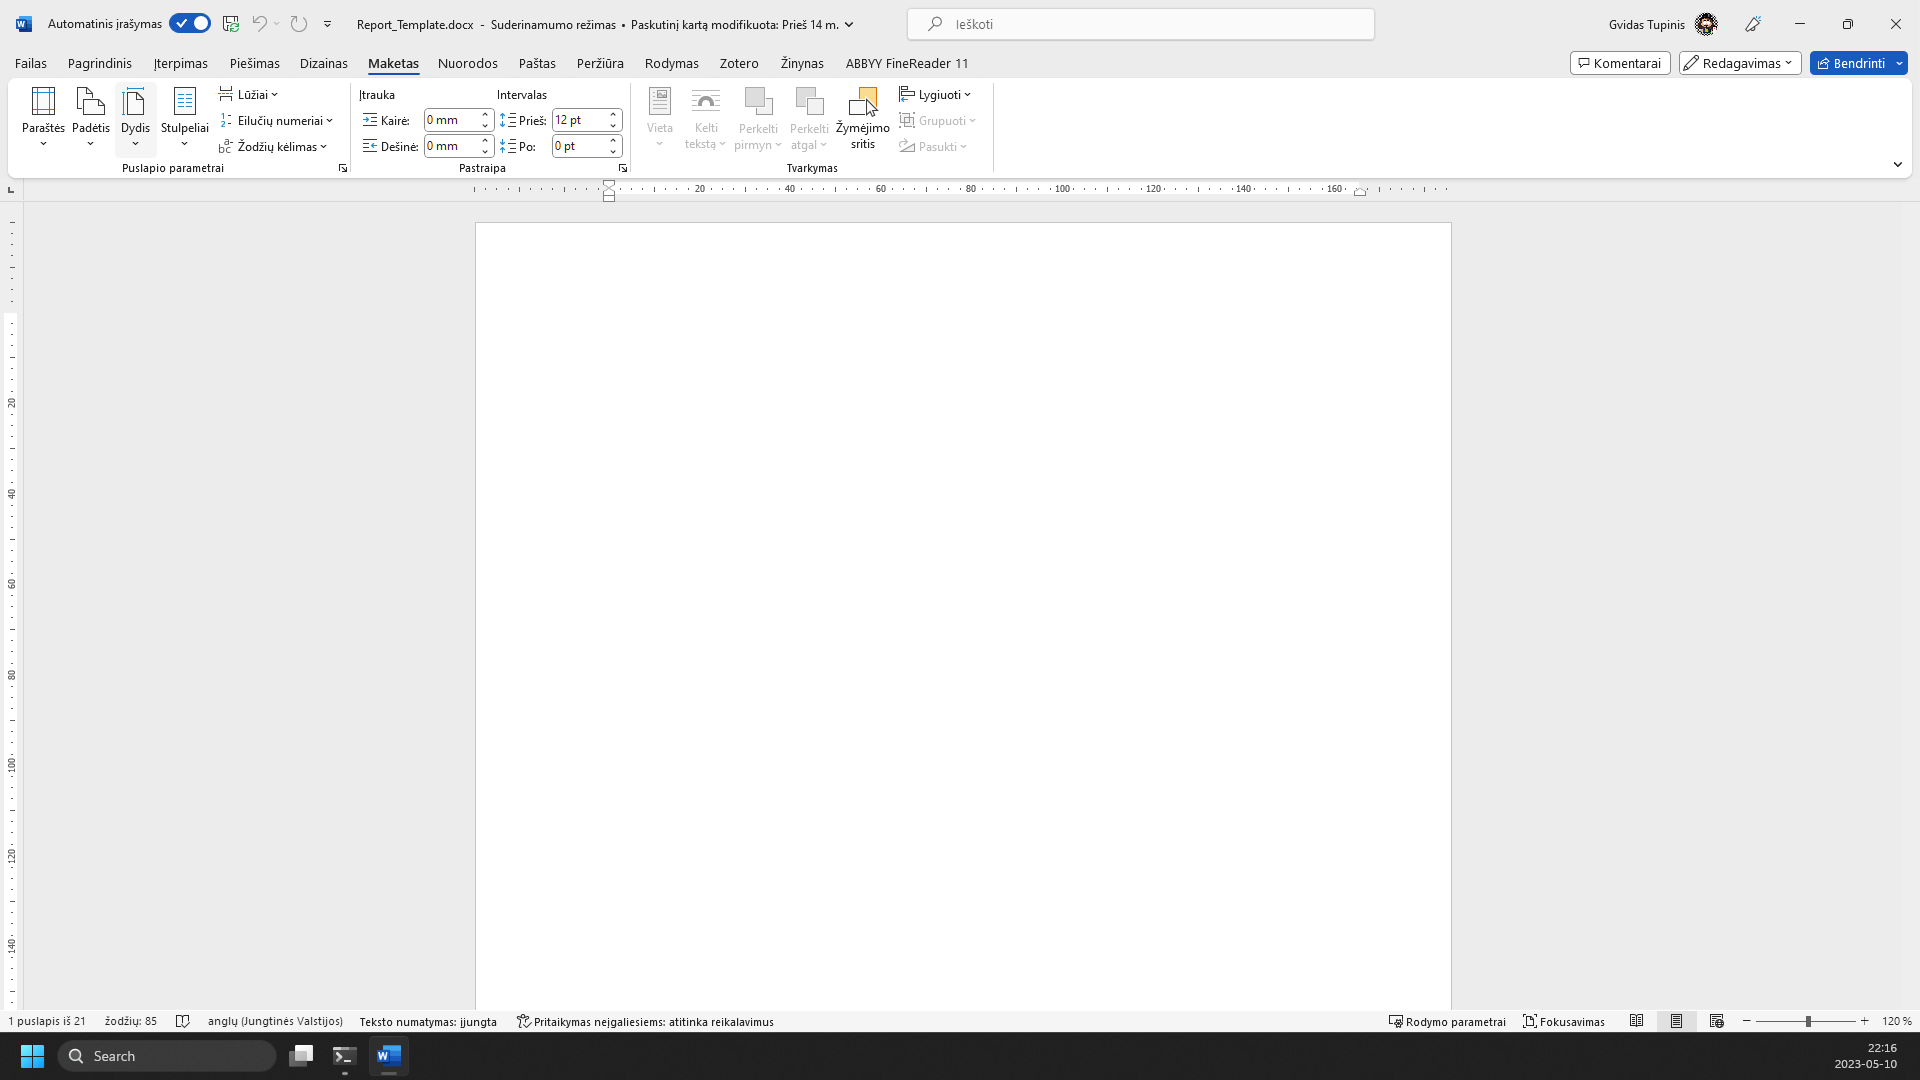 Automatinis įrašymas
Report_Template.docx - Suderinamumo režimas • Paskutinį kartą modifikuota: Prieš 14 m.
Ieškoti
Gvidas Tupinis
Failas Pagrindinis Įterpimas Piešimas Dizainas Maketas Nuorodos Paštas Peržiūra Rodymas Zotero Žinynas ABBYY FineReader 11
Komentarai Redagavimas Bendrinti
Paraštės Padėtis Dydis Stulpeliai
Lūžiai
Eilučių numeriai
Žodžių kėlimas
Puslapio parametrai
Įtrauka Intervalas
Kairė: 0 mm Prieš: 12 pt
Dešinė: 0 mm Po: 0 pt
Pastraipa
Vieta
Kelti tekstą
Perkelti pirmyn
Perkelti atgal
Žymėjimo sritis
Lygiuoti
Grupuoti
Pasukti
Tvarkymas
20 40 60 80 100 120 140 160
20
40
60
80
100
120
140
1 puslapis iš 21 žodžių: 85 anglų (Jungtinės Valstijos) Teksto numatymas: įjungta Pritaikymas neįgaliesiems: atitinka reikalavimus
Rodymo parametrai Fokusavimas 120 %
Search
22:16
2023-05-10